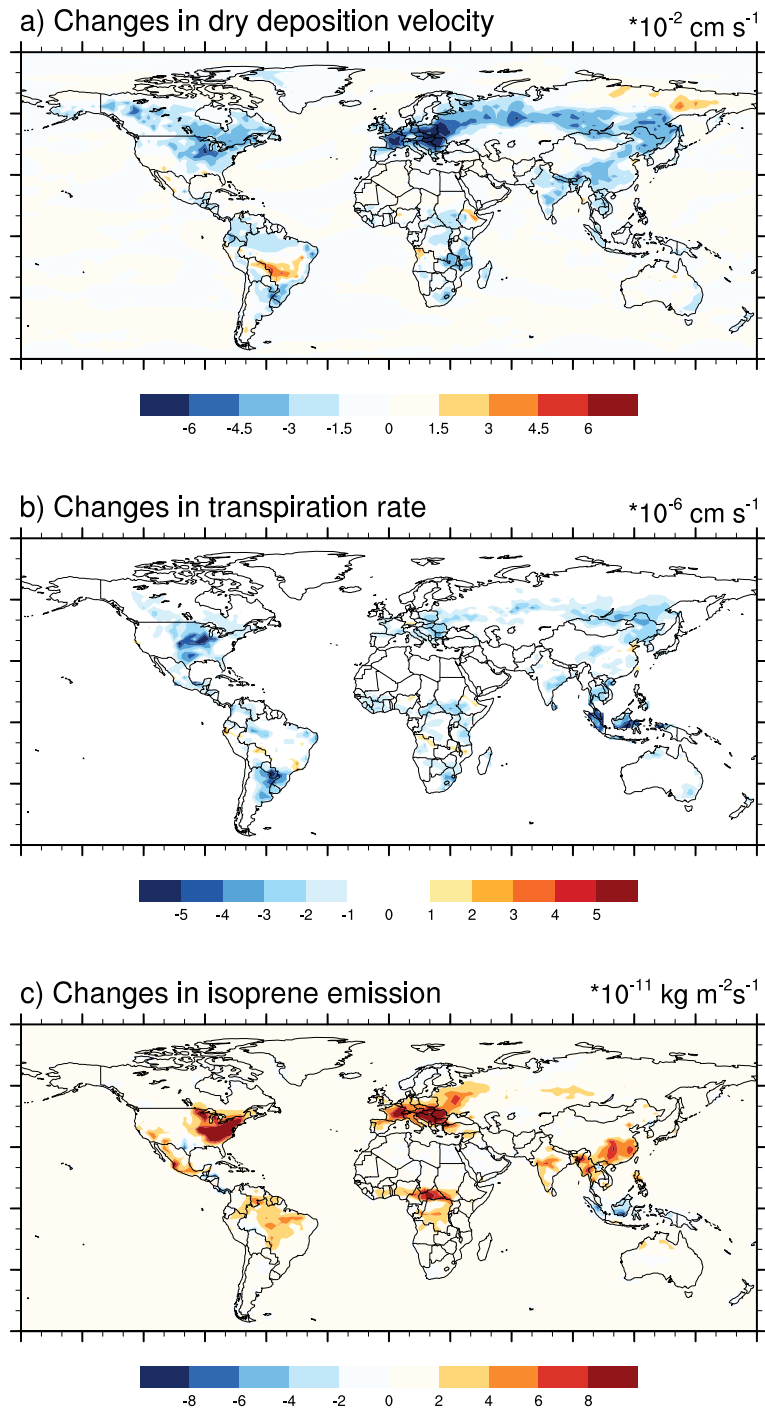 a) Changes in dry deposition velocity *10⁻² cm s⁻¹
-6 -4.5 -3 -1.5 0 1.5 3 4.5 6
b) Changes in transpiration rate *10⁻⁶ cm s⁻¹
-5 -4 -3 -2 -1 0 1 2 3 4 5
c) Changes in isoprene emission *10⁻¹¹ kg m⁻²s⁻¹
-8 -6 -4 -2 0 2 4 6 8